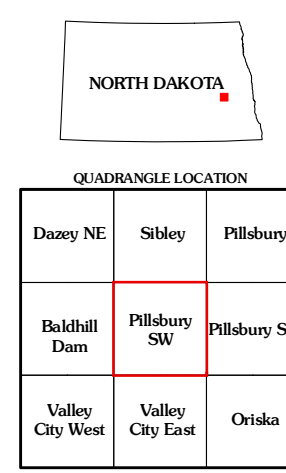 NORTH DAKOTA
QUADRANGLE LOCATION
Dazey NE Sibley Pillsbury
Baldhill Dam Pillsbury SW Pillsbury S
Valley City West Valley City East Oriska